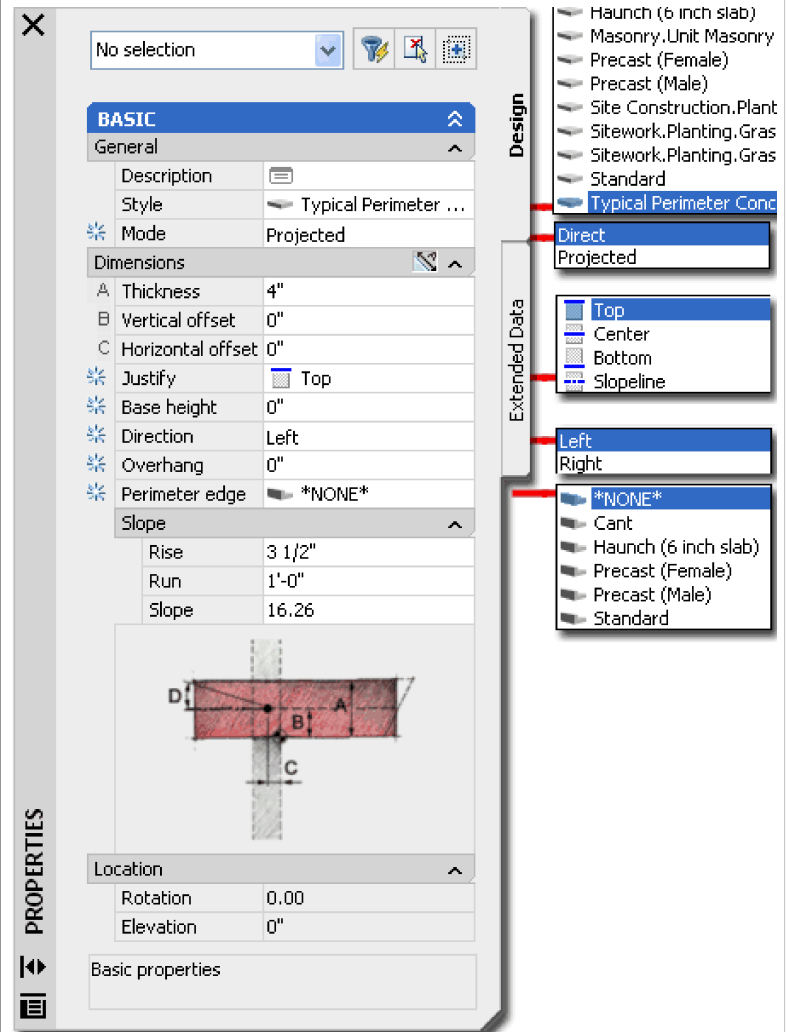 No selection
BASIC
General
Description
Style Typical Perimeter ...
Mode Projected
Dimensions
A Thickness 4"
B Vertical offset 0"
C Horizontal offset 0"
Justify Top
Base height 0"
Direction Left
Overhang 0"
Perimeter edge *NONE*
Slope
Rise 3 1/2"
Run 1'-0"
Slope 16.26
D
A
B
C
Location
Rotation 0.00
Elevation 0"
Basic properties
PROPERTIES
Design
Extended Data
Haunch (6 inch slab)
Masonry.Unit Masonry
Precast (Female)
Precast (Male)
Site Construction.Plant
Sitework.Planting.Gras
Sitework.Planting.Gras
Standard
Typical Perimeter Conc
Direct
Projected
Top
Center
Bottom
Slopeline
Left
Right
*NONE*
Cant
Haunch (6 inch slab)
Precast (Female)
Precast (Male)
Standard